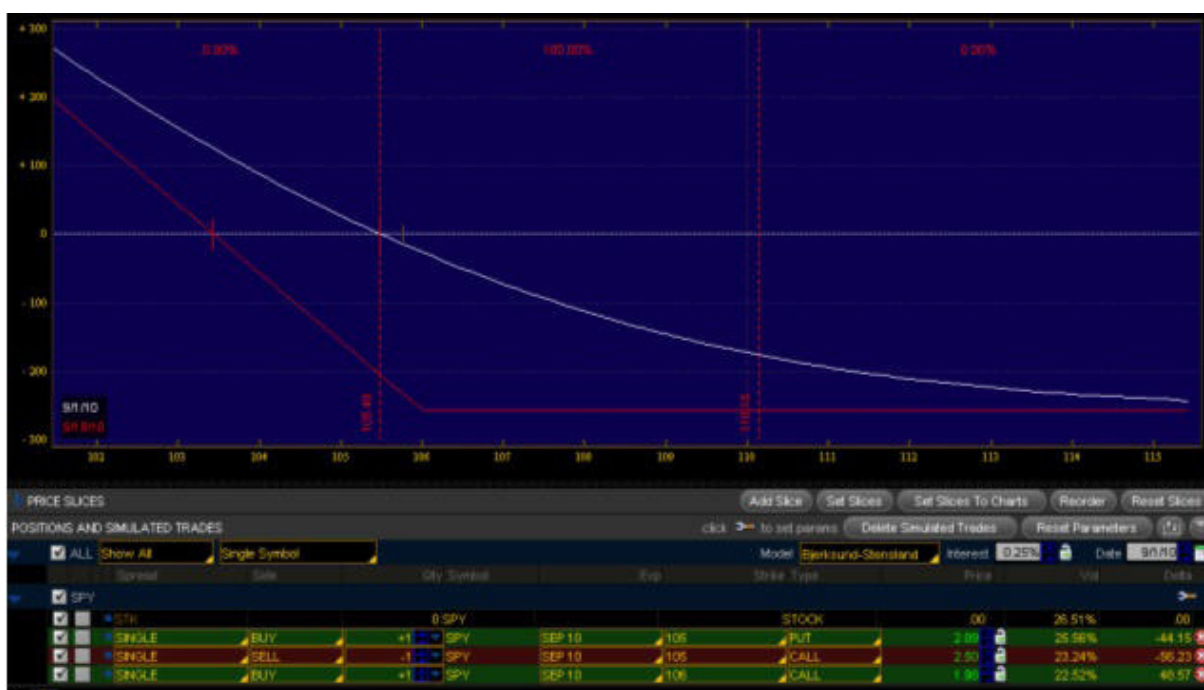 + 300
0.00% 100.00% 0.00%
+ 200
+ 100
0
- 100
- 200
9/1/10
- 300
102 103 104 105 106 107 108 109 110 111 112 113 114 115
PRICE SLICES Add Slice Set Slices Set Slices To Charts Reorder Reset Slices
POSITIONS AND SIMULATED TRADES click to set params Delete Simulated Trades Reset Parameters
ALL Show All Single Symbol Model Bjerksund-Stensland Interest 0.25% Date 9/1/10
Spread Side Qty Symbol Exp Strike Type Price Vol Delta
SPY
STK 0 SPY STOCK .00 26.51% .00
SINGLE BUY +1 SPY SEP 10 PUT 2.09 25.56% -44.15
SINGLE SELL -1 SPY SEP 10 CALL 2.50 23.24% -56.23
SINGLE BUY +1 SPY SEP 10 106 CALL 22.52% 48.57